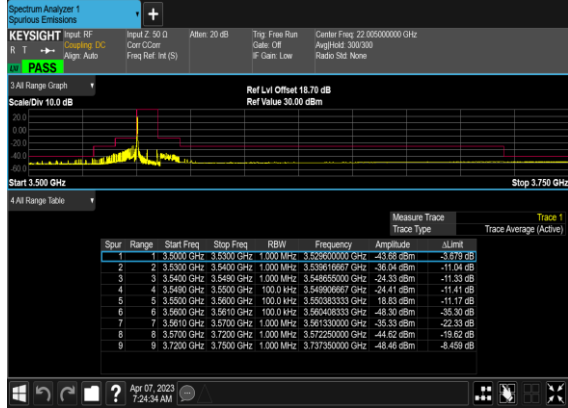 Spectrum Analyzer 1
Spurious Emissions
KEYSIGHT
R T
PASS
Input: RF
Coupling: DC
Align: Auto
Input Z: 50 Ω
Corr CCorr
Freq Ref: Int (S)
Atten: 20 dB
Trig: Free Run
Gate: Off
IF Gain: Low
Center Freq: 22.005000000 GHz
Avg|Hold: 300/300
Radio Std: None
3 All Range Graph
Scale/Div 10.0 dB
Ref Lvl Offset 18.70 dB
Ref Value 30.00 dBm
20.0
0.00
-20.0
-40.0
-60.0
Start 3.500 GHz
Stop 3.750 GHz
4 All Range Table
Measure Trace Trace 1
Trace Type Trace Average (Active)
Spur Range Start Freq Stop Freq RBW Frequency Amplitude ΔLimit
1 1 3.5000 GHz 3.5300 GHz 1.000 MHz 3.529600000 GHz -43.68 dBm -3.679 dB
2 2 3.5300 GHz 3.5400 GHz 1.000 MHz 3.539616667 GHz -36.04 dBm -11.04 dB
3 3 3.5400 GHz 3.5490 GHz 1.000 MHz 3.548655000 GHz -24.33 dBm -11.33 dB
4 4 3.5490 GHz 3.5500 GHz 100.0 kHz 3.549906667 GHz -24.41 dBm -11.41 dB
5 5 3.5500 GHz 3.5600 GHz 100.0 kHz 3.550383333 GHz 18.83 dBm -11.17 dB
6 6 3.5600 GHz 3.5610 GHz 100.0 kHz 3.560408333 GHz -48.30 dBm -35.30 dB
7 7 3.5610 GHz 3.5700 GHz 1.000 MHz 3.561330000 GHz -35.33 dBm -22.33 dB
8 8 3.5700 GHz 3.7200 GHz 1.000 MHz 3.572250000 GHz -44.62 dBm -19.62 dB
9 9 3.7200 GHz 3.7500 GHz 1.000 MHz 3.737350000 GHz -48.46 dBm -8.459 dB
Apr 07, 2023
7:24:34 AM